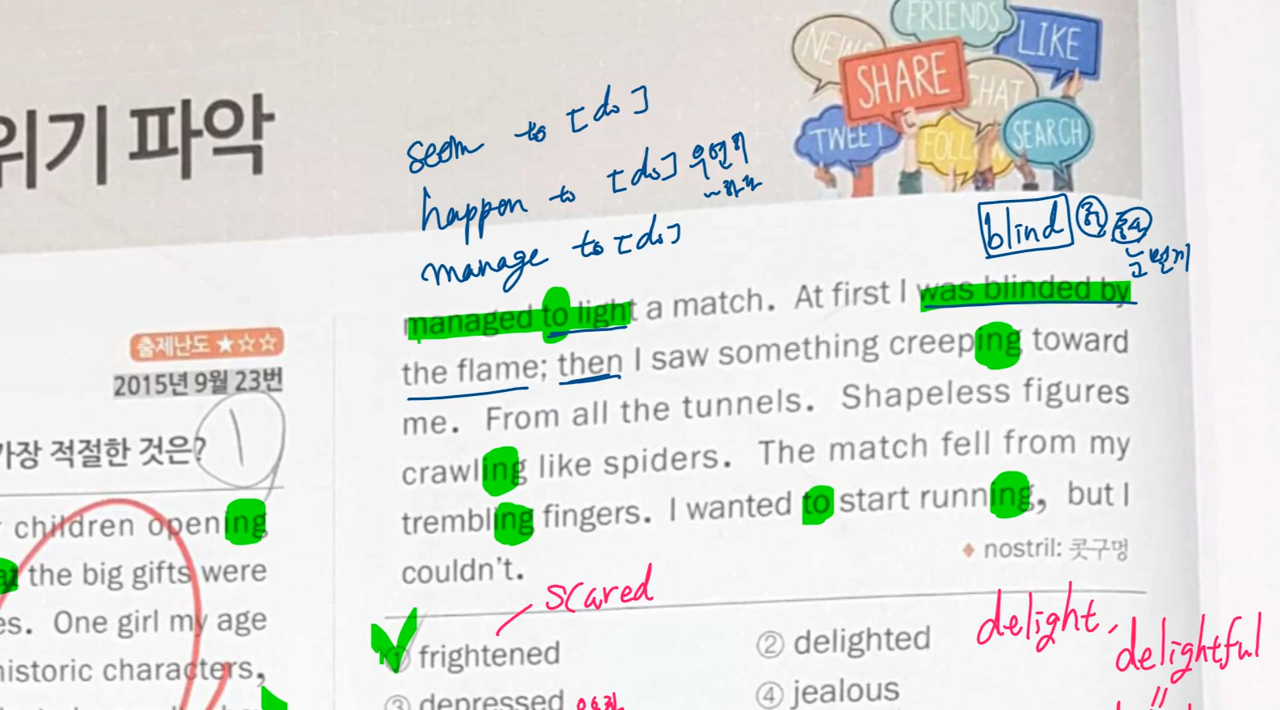 FRIENDS
NEWS
LIKE
SHARE
CHAT
TWEET
SEARCH
위기 파악
seem to [do]
happen to [do] 우연히
~하다
manage to [do]
blind
눈멀게
managed to light a match. At first I was blinded by
the flame; then I saw something creeping toward
me. From all the tunnels. Shapeless figures
crawling like spiders. The match fell from my
trembling fingers. I wanted to start running, but I
couldn't.
♦ nostril: 콧구멍
scared
① frightened
② delighted
③ depressed
④ jealous
delight,
delightful
출제난도 ★☆☆
2015년 9월 23번
가장 적절한 것은?
1
children opening
the big gifts were
es. One girl my age
historic characters,